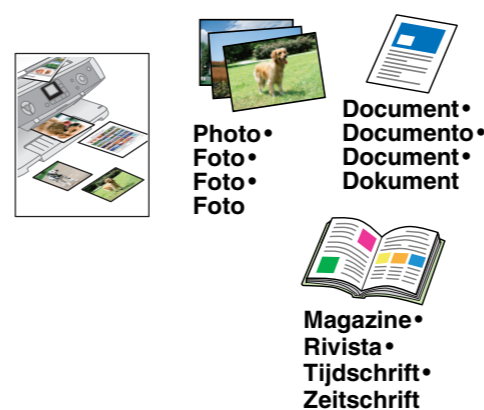 Photo•
Foto•
Foto•
Foto
Document•
Documento•
Document•
Dokument
Magazine•
Rivista•
Tijdschrift•
Zeitschrift